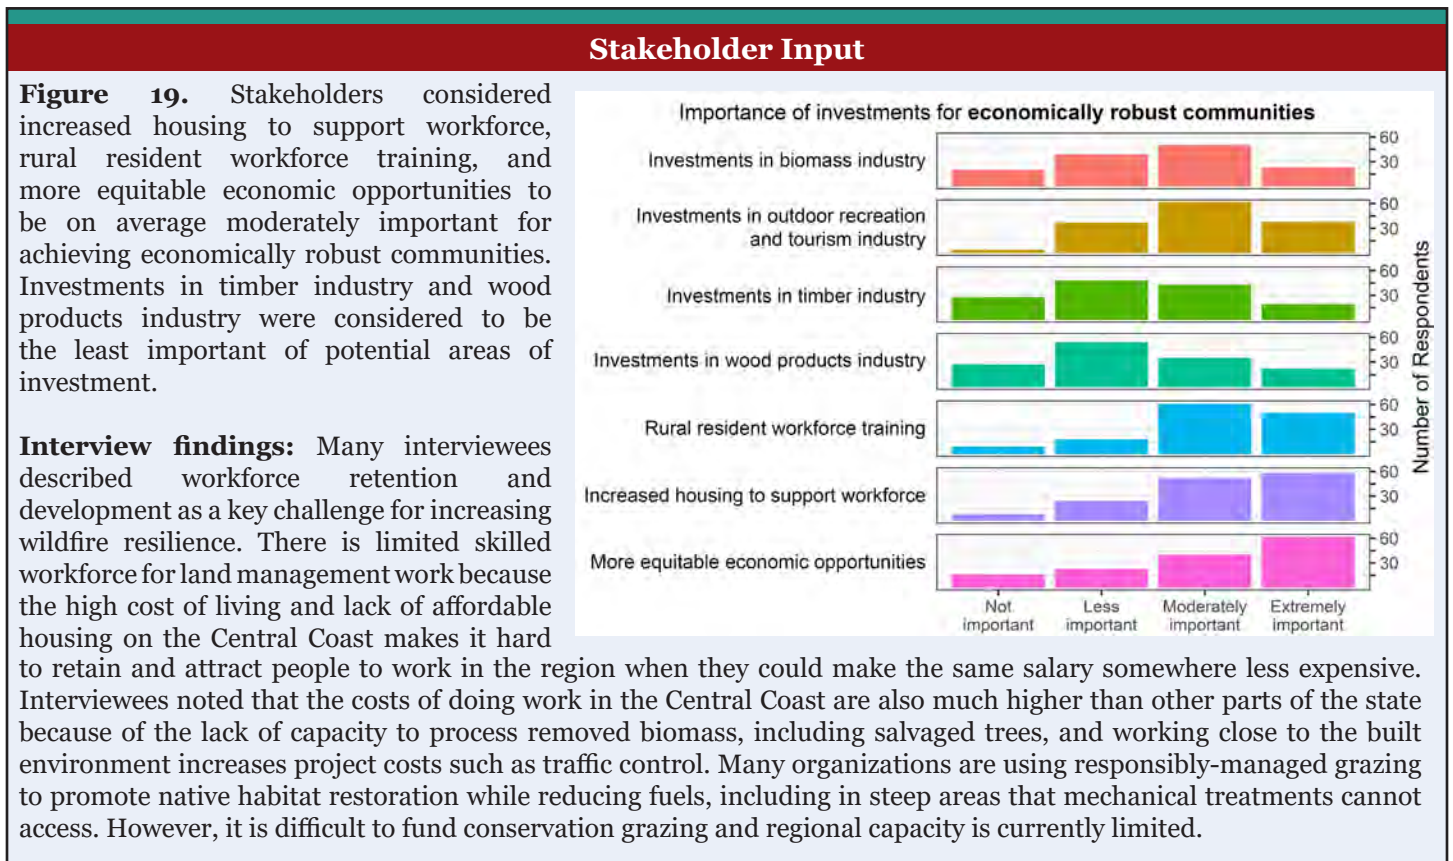 Stakeholder Input
Figure 19. Stakeholders considered
increased housing to support workforce,
rural resident workforce training, and
more equitable economic opportunities to
be on average moderately important for
achieving economically robust communities.
Investments in timber industry and wood
products industry were considered to be
the least important of potential areas of
investment.
Interview findings: Many interviewees
described workforce retention and
development as a key challenge for increasing
wildfire resilience. There is limited skilled
workforce for land management work because
the high cost of living and lack of affordable
housing on the Central Coast makes it hard
to retain and attract people to work in the region when they could make the same salary somewhere less expensive.
Interviewees noted that the costs of doing work in the Central Coast are also much higher than other parts of the state
because of the lack of capacity to process removed biomass, including salvaged trees, and working close to the built
environment increases project costs such as traffic control. Many organizations are using responsibly-managed grazing
to promote native habitat restoration while reducing fuels, including in steep areas that mechanical treatments cannot
access. However, it is difficult to fund conservation grazing and regional capacity is currently limited.
Importance of investments for economically robust communities
Investments in biomass industry
60
30
Investments in outdoor recreation
and tourism industry
60
30
Investments in timber industry
60
30
Investments in wood products industry
60
30
Rural resident workforce training
60
30
Increased housing to support workforce
60
30
More equitable economic opportunities
60
30
Number of Respondents
Not
important
Less
important
Moderately
important
Extremely
important